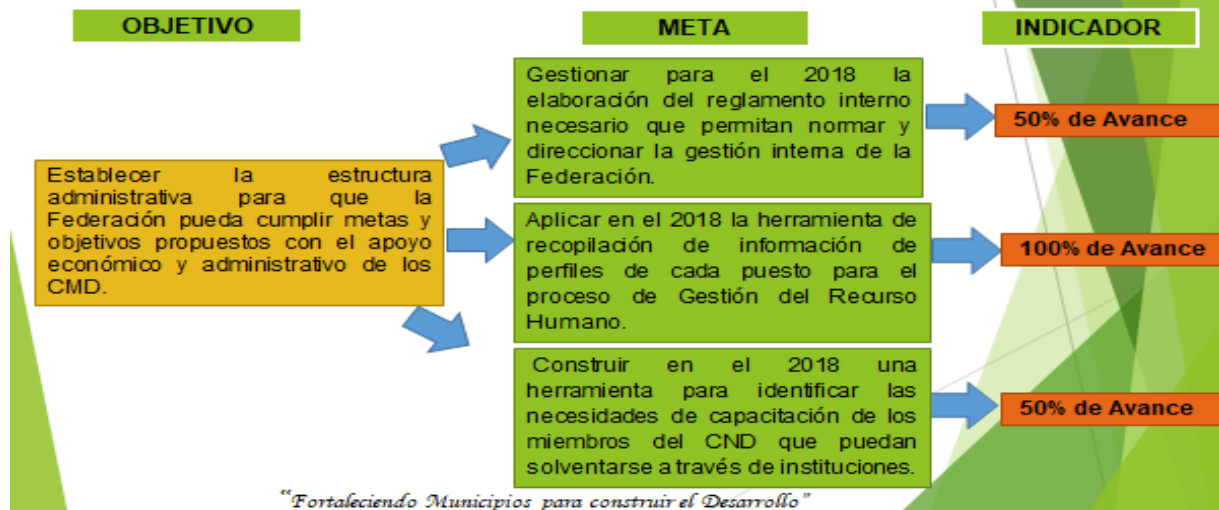 OBJETIVO
META
INDICADOR
Establecer la estructura
administrativa para que la
Federación pueda cumplir metas y
objetivos propuestos con el apoyo
económico y administrativo de los
CMD.
Gestionar para el 2018 la
elaboración del reglamento interno
necesario que permitan normar y
direccionar la gestión interna de la
Federación.
50% de Avance
Aplicar en el 2018 la herramienta de
recopilación de información de
perfiles de cada puesto para el
proceso de Gestión del Recurso
Humano.
100% de Avance
Construir en el 2018 una
herramienta para identificar las
necesidades de capacitación de los
miembros del CND que puedan
solventarse a través de instituciones.
50% de Avance
“Fortaleciendo Municipios para construir el Desarrollo”